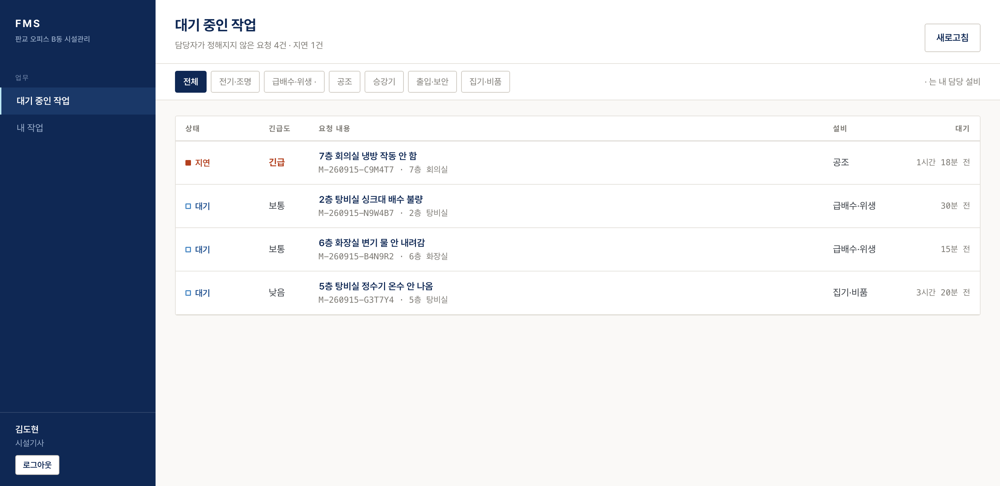 FMS
판교 오피스 B동 시설관리
업무
대기 중인 작업
내 작업
김도현
시설기사
로그아웃
대기 중인 작업
담당자가 정해지지 않은 요청 4건 · 지연 1건
새로고침
전체 전기·조명 급배수·위생 · 공조 승강기 출입·보안 집기·비품 · 는 내 담당 설비
상태 긴급도 요청 내용 설비 대기
지연 긴급 7층 회의실 냉방 작동 안 함 공조 1시간 18분 전
M-260915-C9M4T7 · 7층 회의실
대기 보통 2층 탕비실 싱크대 배수 불량 급배수·위생 30분 전
M-260915-N9W4B7 · 2층 탕비실
대기 보통 6층 화장실 변기 물 안 내려감 급배수·위생 15분 전
M-260915-B4N9R2 · 6층 화장실
대기 낮음 5층 탕비실 정수기 온수 안 나옴 집기·비품 3시간 20분 전
M-260915-G3T7Y4 · 5층 탕비실